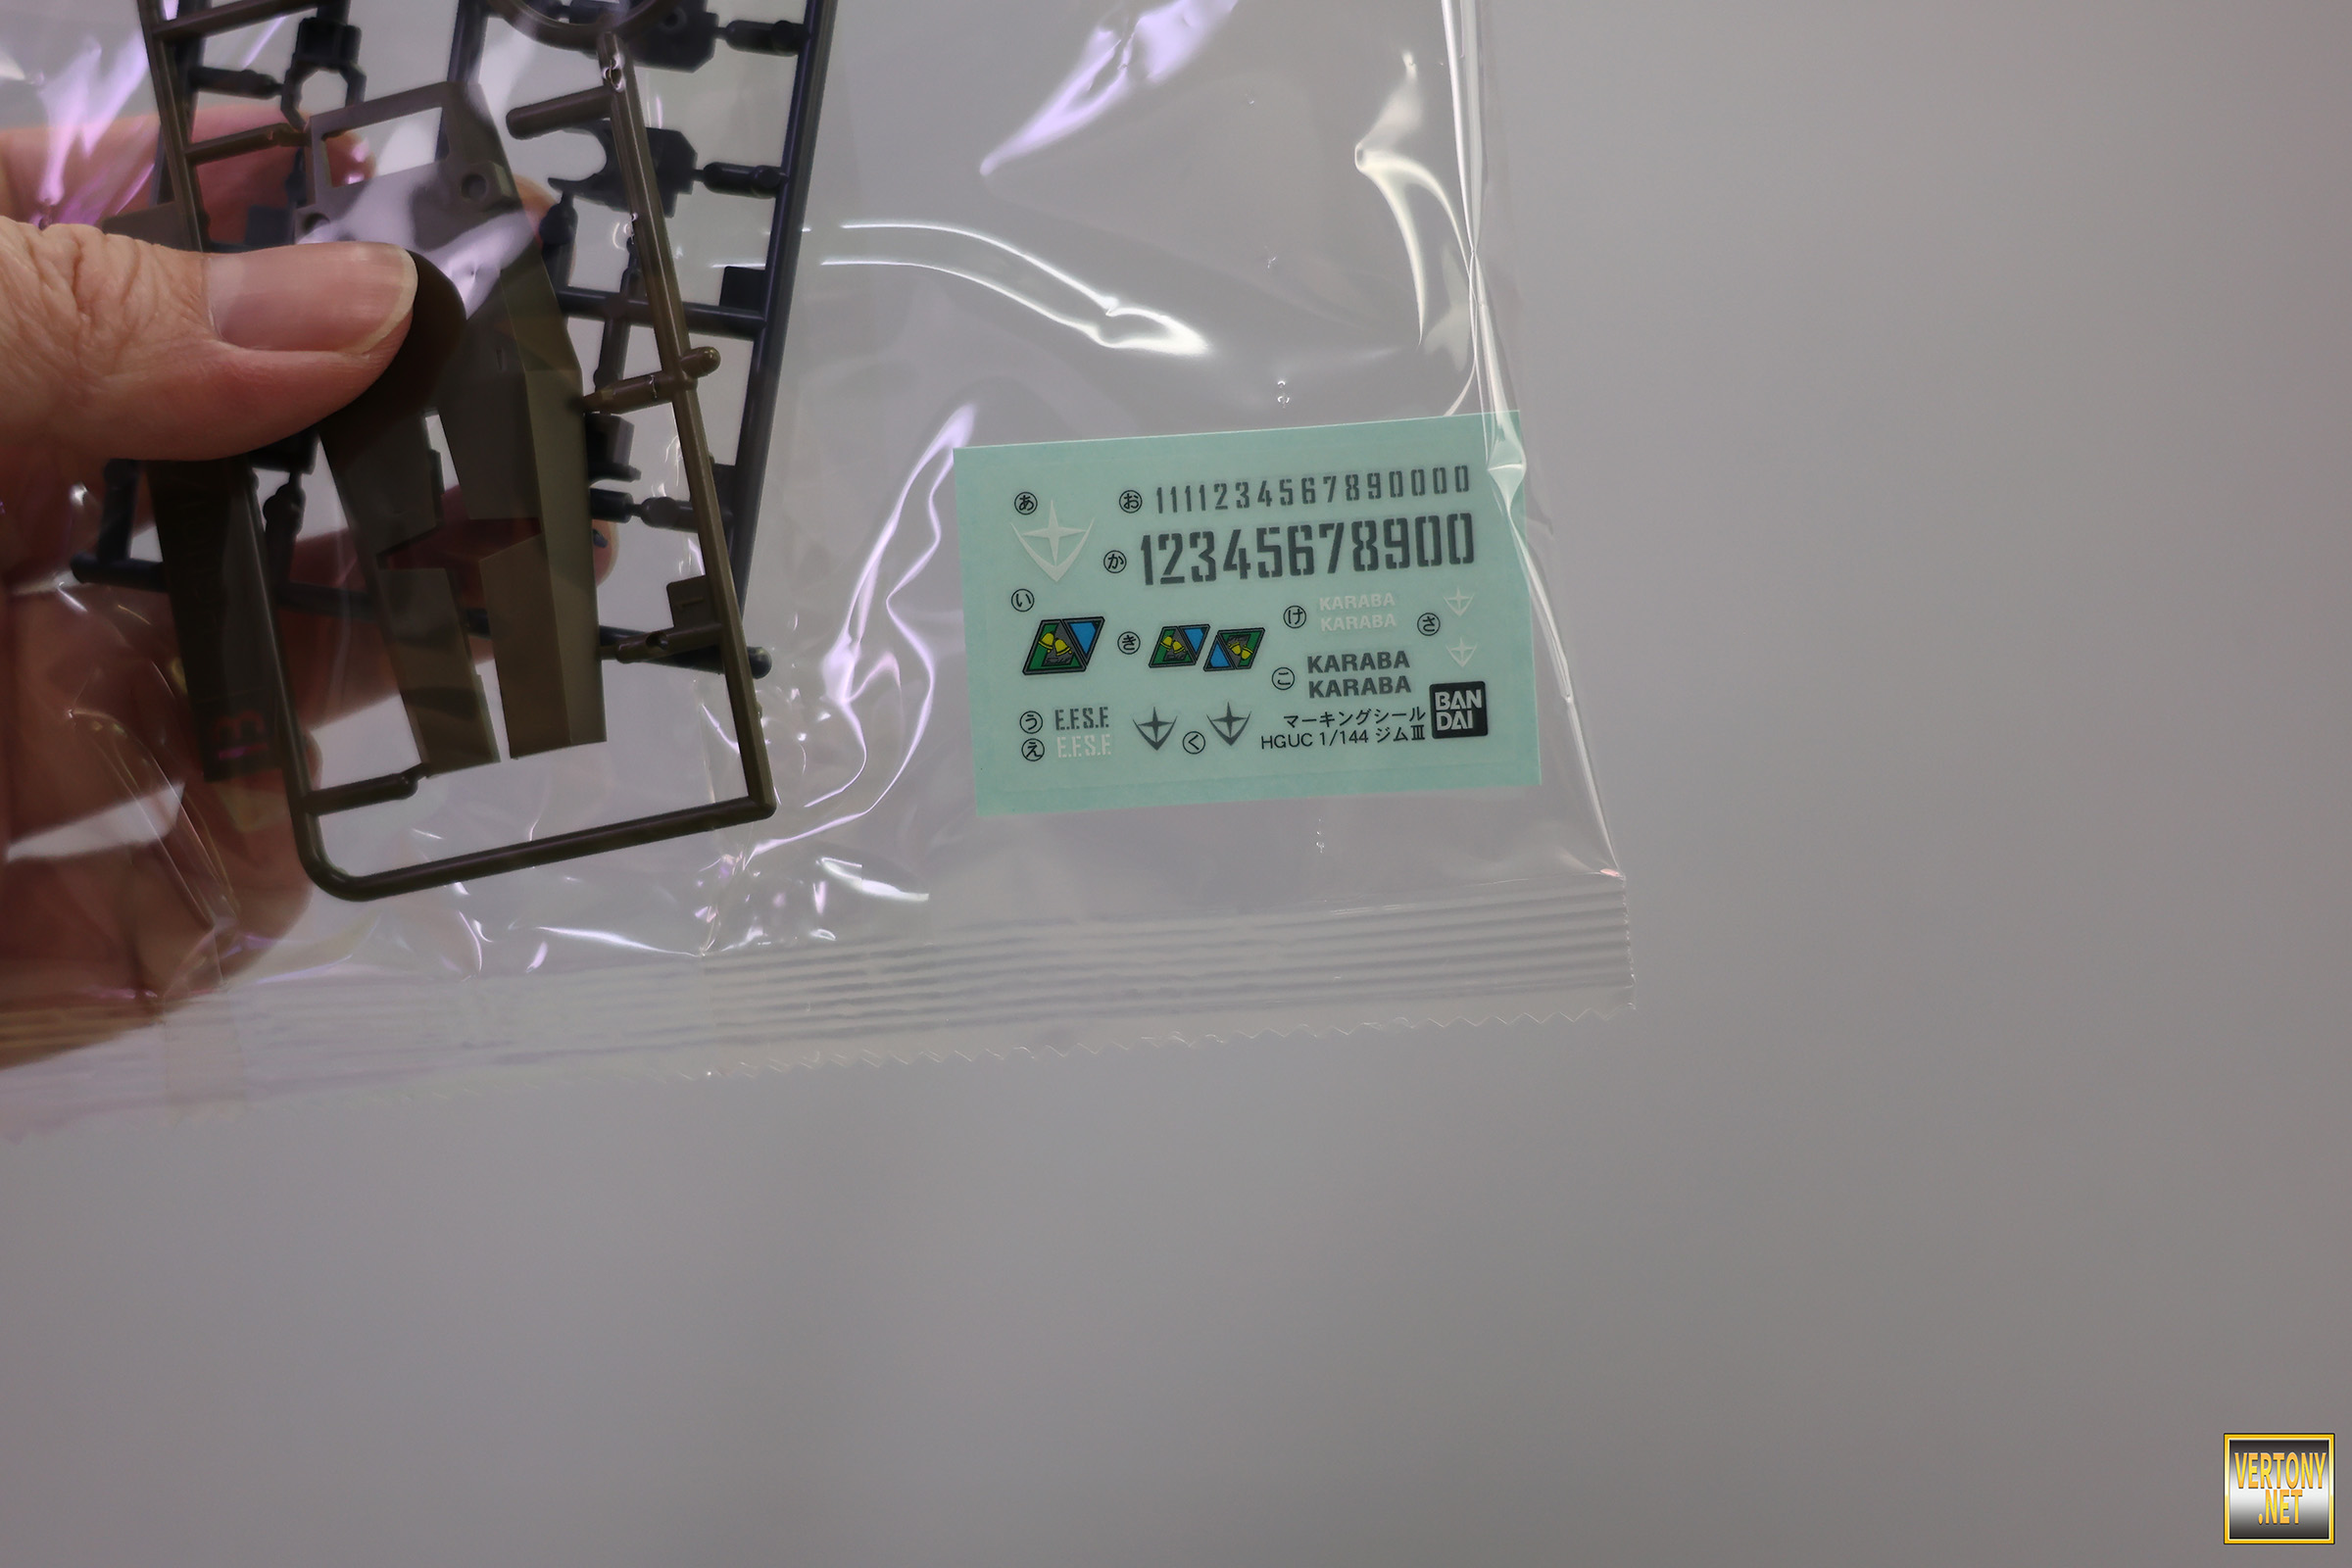 あ
お 1111234567890000
か 12345678900
い
き
け KARABA
KARABA
さ
こ KARABA
KARABA
う E.F.S.F.
え E.F.S.F.
く
マーキングシール
HGUC 1/144 ジムⅢ
BAN
DAI
VERTONY
.NET